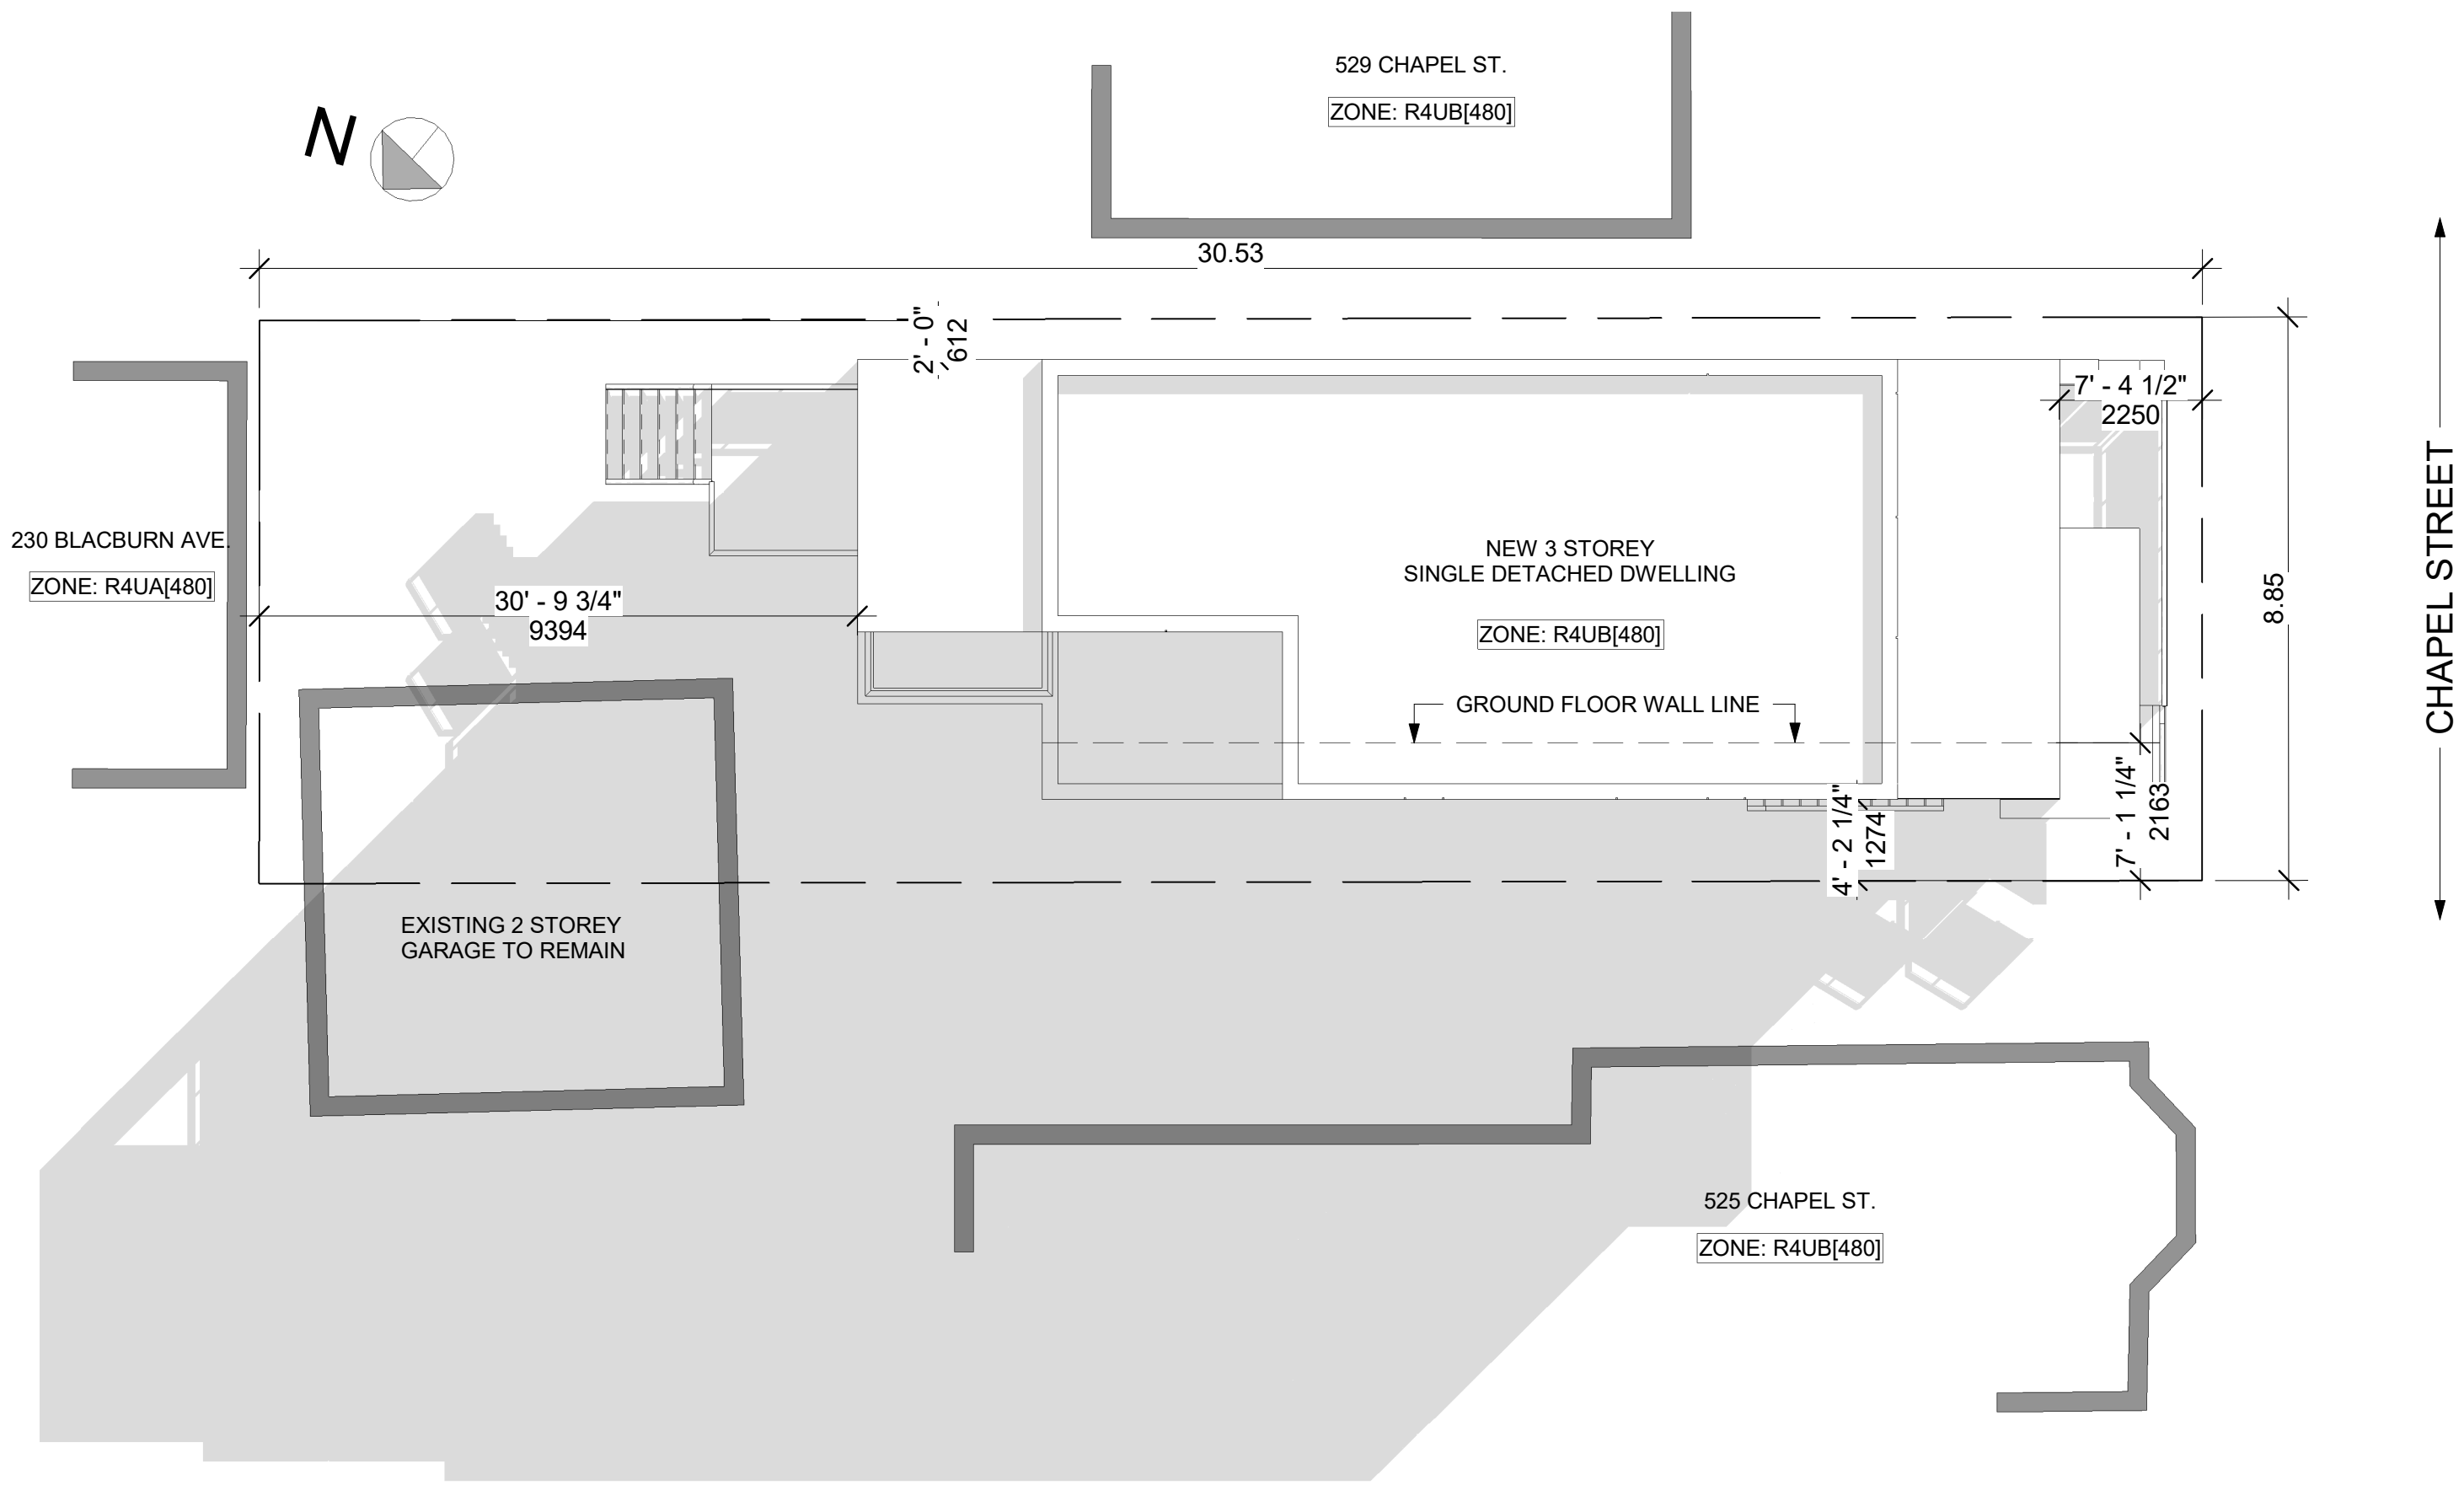 529 CHAPEL ST.
ZONE: R4UB[480]
N
30.53
2' - 0"
612
7' - 4 1/2"
2250
230 BLACBURN AVE.
ZONE: R4UA[480]
30' - 9 3/4"
9394
NEW 3 STOREY
SINGLE DETACHED DWELLING
ZONE: R4UB[480]
8.85
CHAPEL STREET
GROUND FLOOR WALL LINE
4' - 2 1/4"
1274
7' - 1 1/4"
2163
EXISTING 2 STOREY
GARAGE TO REMAIN
525 CHAPEL ST.
ZONE: R4UB[480]